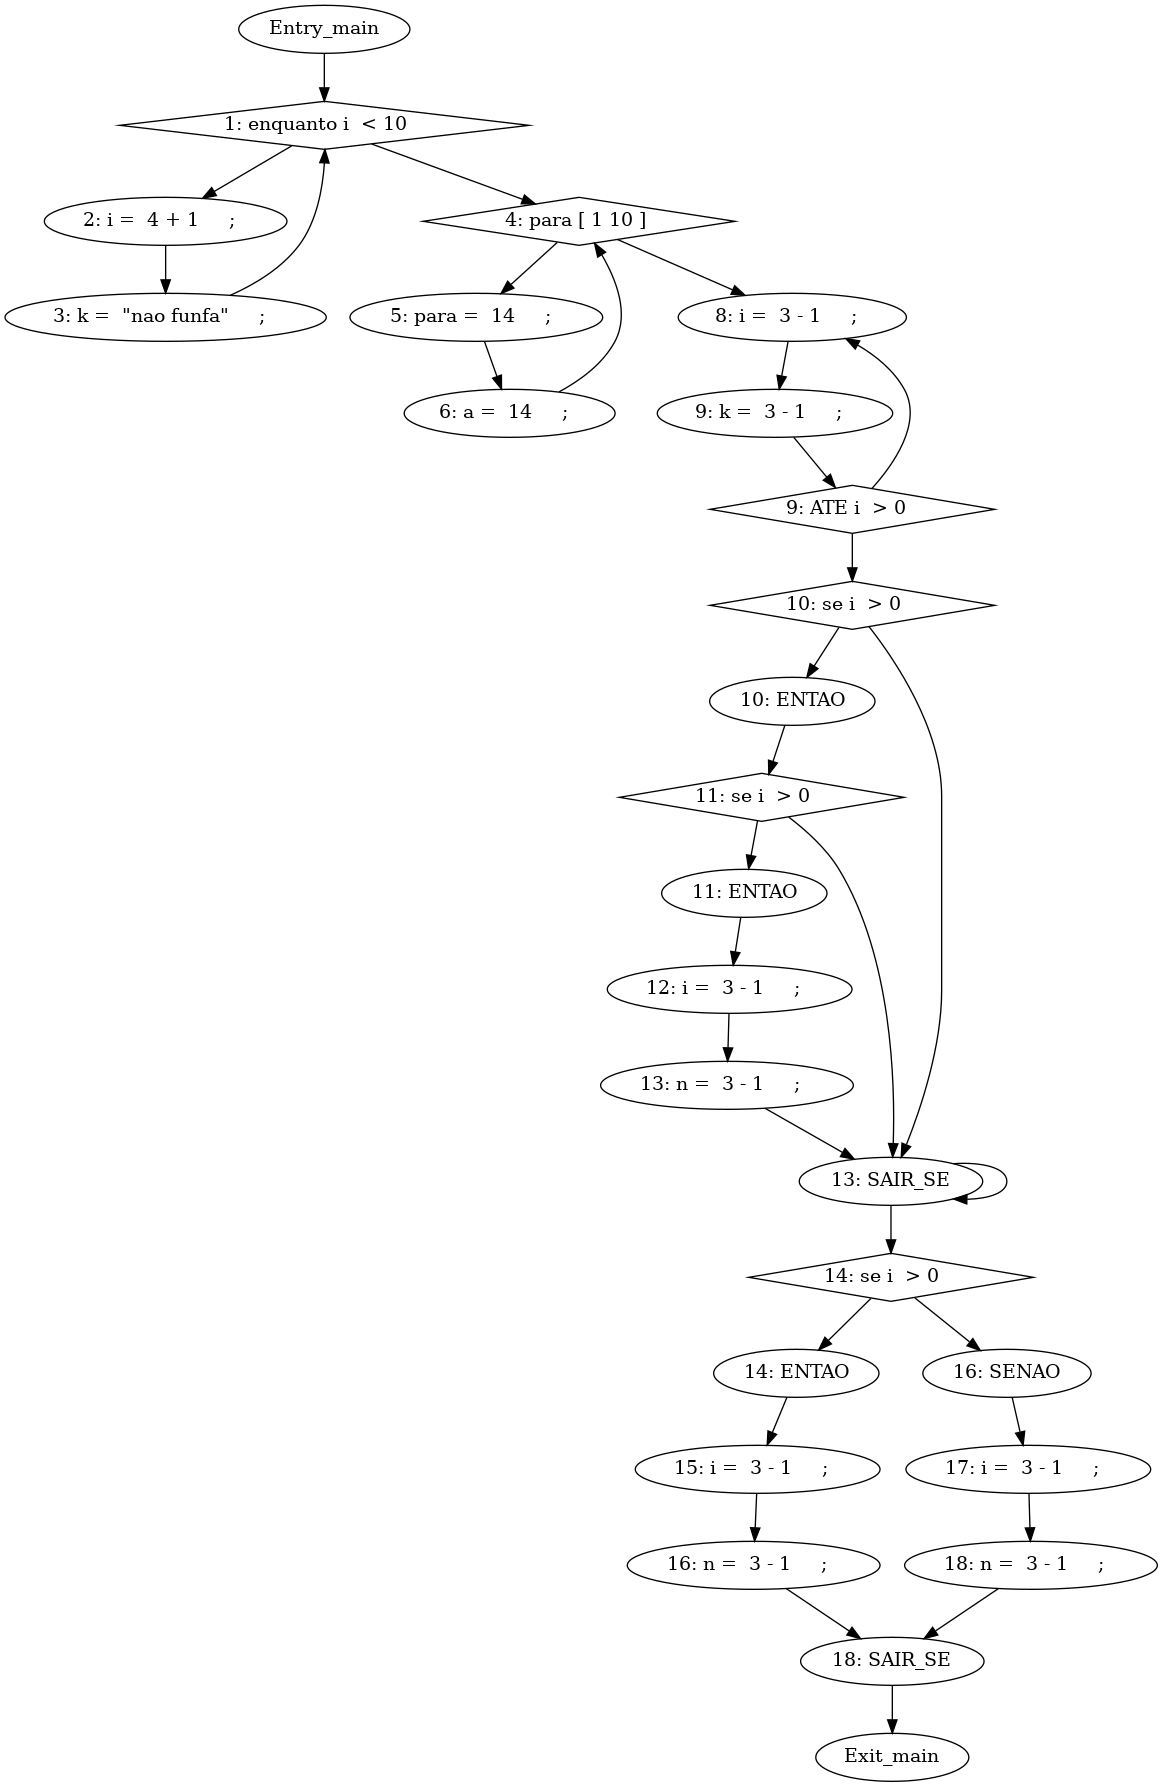 Entry_main
1: enquanto i  < 10
2: i =  4 + 1     ;
4: para [ 1 10 ]
3: k =  "nao funfa"     ;
5: para =  14     ;
8: i =  3 - 1     ;
6: a =  14     ;
9: k =  3 - 1     ;
9: ATE i  > 0
10: se i  > 0
10: ENTAO
11: se i  > 0
11: ENTAO
12: i =  3 - 1     ;
13: n =  3 - 1     ;
13: SAIR_SE
14: se i  > 0
14: ENTAO
16: SENAO
15: i =  3 - 1     ;
17: i =  3 - 1     ;
16: n =  3 - 1     ;
18: n =  3 - 1     ;
18: SAIR_SE
Exit_main